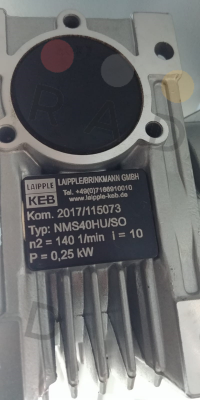 LAIPPLE
KEB
LAIPPLE/BRINKMANN GMBH
Tel. +49(0)7166910010
www.laipple-keb.de
Kom. 2017/115073
Typ: NMS40HU/SO
n2 = 140 1/min i = 10
P = 0,25 kW